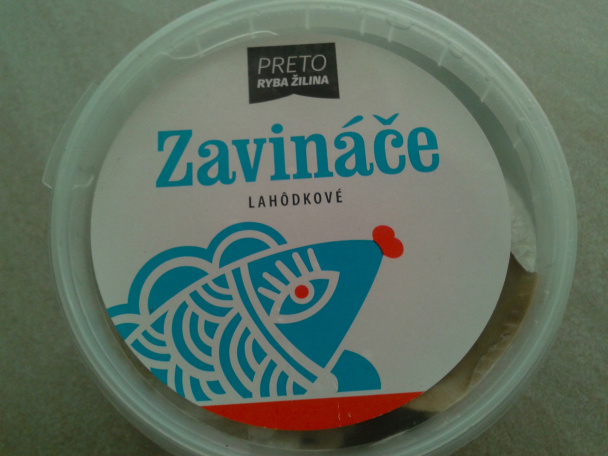 PRETO
RYBA ŽILINA
Zavináče
LAHÔDKOVÉ